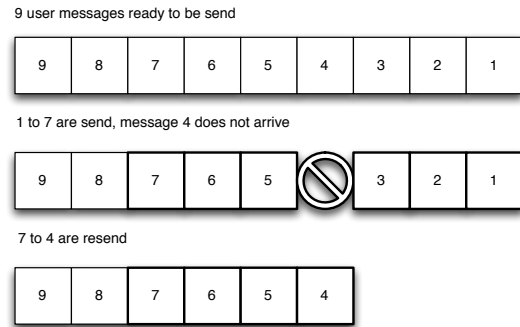 9 user messages ready to be send
9 8 7 6 5 4 3 2 1
1 to 7 are send, message 4 does not arrive
9 8 7 6 5 3 2 1
7 to 4 are resend
9 8 7 6 5 4